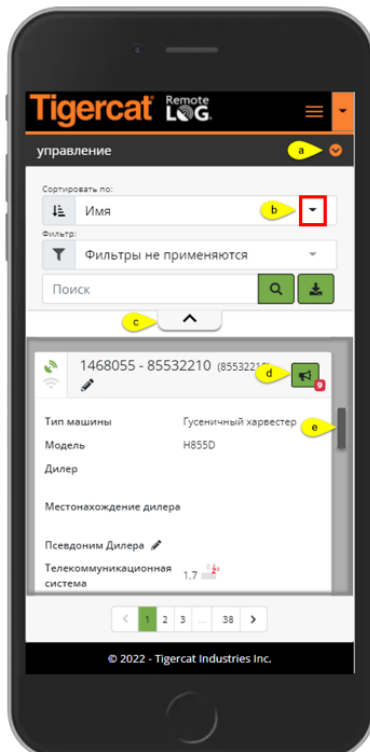 Tigercat Remote LOG
управление a
Сортировать по:
Имя b
Фильтр:
Фильтры не применяются
Поиск
c
1468055 - 85532210 (85532210) d
9
Тип машины Гусеничный харвестер e
Модель H855D
Дилер
Местонахождение дилера
Псевдоним Дилера
Телекоммуникационная
система 1.7
1 2 3 ... 38
© 2022 - Tigercat Industries Inc.